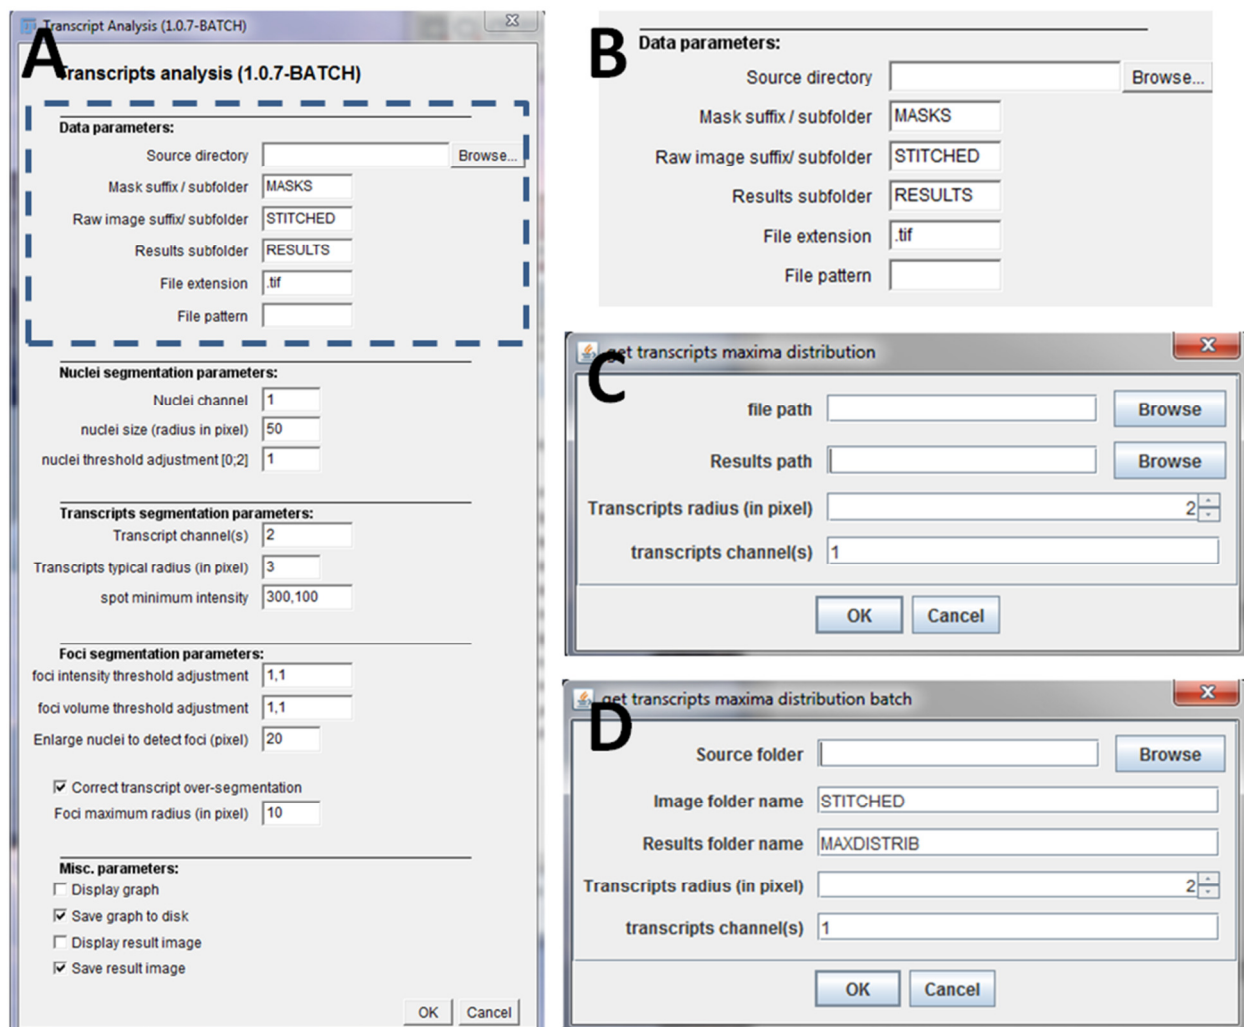 A
Transcript Analysis (1.0.7-BATCH)
Transcripts analysis (1.0.7-BATCH)
Data parameters:
Source directory Browse...
Mask suffix / subfolder MASKS
Raw image suffix/ subfolder STITCHED
Results subfolder RESULTS
File extension .tif
File pattern
Nuclei segmentation parameters:
Nuclei channel 1
nuclei size (radius in pixel) 50
nuclei threshold adjustment [0;2] 1
Transcripts segmentation parameters:
Transcript channel(s) 2
Transcripts typical radius (in pixel) 3
spot minimum intensity 300,100
Foci segmentation parameters:
foci intensity threshold adjustment 1,1
foci volume threshold adjustment 1,1
Enlarge nuclei to detect foci (pixel) 20
Correct transcript over-segmentation
Foci maximum radius (in pixel) 10
Misc. parameters:
Display graph
Save graph to disk
Display result image
Save result image
OK Cancel
B
Data parameters:
Source directory Browse...
Mask suffix / subfolder MASKS
Raw image suffix/ subfolder STITCHED
Results subfolder RESULTS
File extension .tif
File pattern
C
get transcripts maxima distribution
file path Browse
Results path Browse
Transcripts radius (in pixel) 2
transcripts channel(s) 1
OK Cancel
D
get transcripts maxima distribution batch
Source folder Browse
Image folder name STITCHED
Results folder name MAXDISTRIB
Transcripts radius (in pixel) 2
transcripts channel(s) 1
OK Cancel